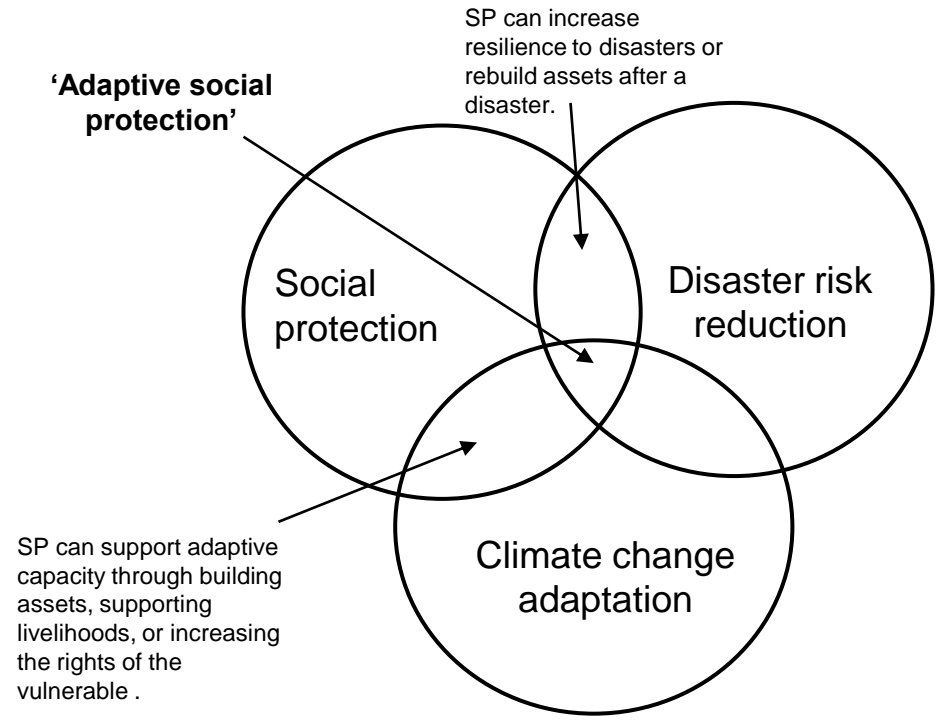 SP can increase
resilience to disasters or
rebuild assets after a
disaster.
‘Adaptive social
protection’
Social
protection
Disaster risk
reduction
Climate change
adaptation
SP can support adaptive
capacity through building
assets, supporting
livelihoods, or increasing
the rights of the
vulnerable .